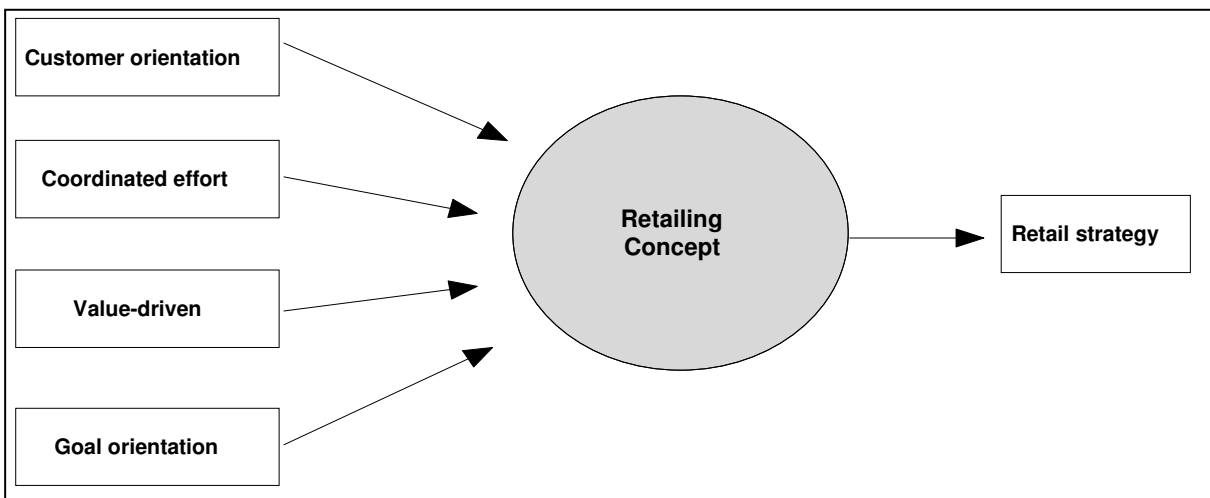 Customer orientation
Coordinated effort
Value-driven
Goal orientation
Retailing
Concept
Retail strategy